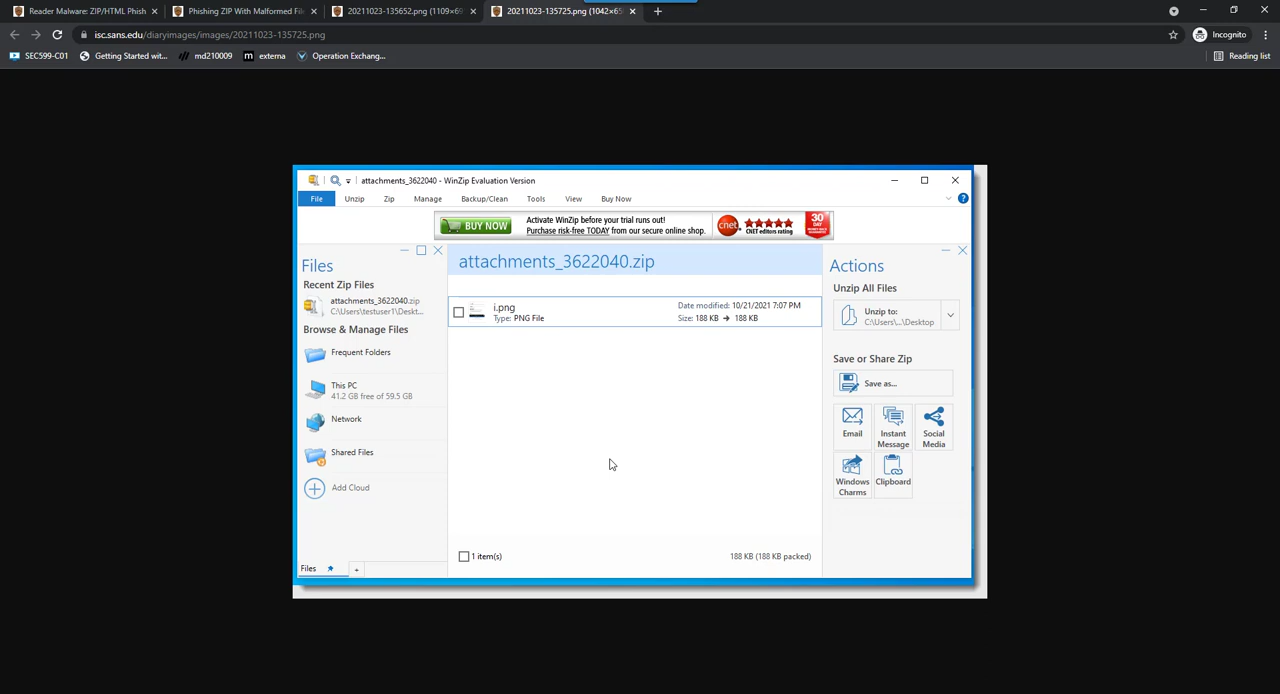 Reader Malware: ZIP/HTML Phish
Phishing ZIP With Malformed Fil
20211023-135652.png (1109×69
20211023-135725.png (1042×65
isc.sans.edu/diaryimages/images/20211023-135725.png
Incognito
SEC599-C01
Getting Started wit...
md210009
m externa
Operation Exchang...
Reading list
attachments_3622040 - WinZip Evaluation Version
File Unzip Zip Manage Backup/Clean Encrypt Tools View Buy Now
BUY NOW
Activate WinZip before your trial runs out!
Purchase risk-free TODAY from our secure online shop.
cnet
CNET editors rating
30
DAY
Files
Recent Zip Files
attachments_3622040.zip
C:\Users\testuser1\Deskt...
Browse & Manage Files
Frequent Folders
This PC
41.2 GB free of 59.5 GB
Network
Shared Files
Add Cloud
Files
+
attachments_3622040.zip
i.png
Type: PNG File
Date modified: 10/21/2021 7:07 PM
Size: 188 KB → 188 KB
1 item(s)
188 KB (188 KB packed)
Actions
Unzip All Files
Unzip to:
C:\Users\...\Desktop
Save or Share Zip
Save as...
Email
Instant
Message
Social
Media
Windows
Charms
Clipboard